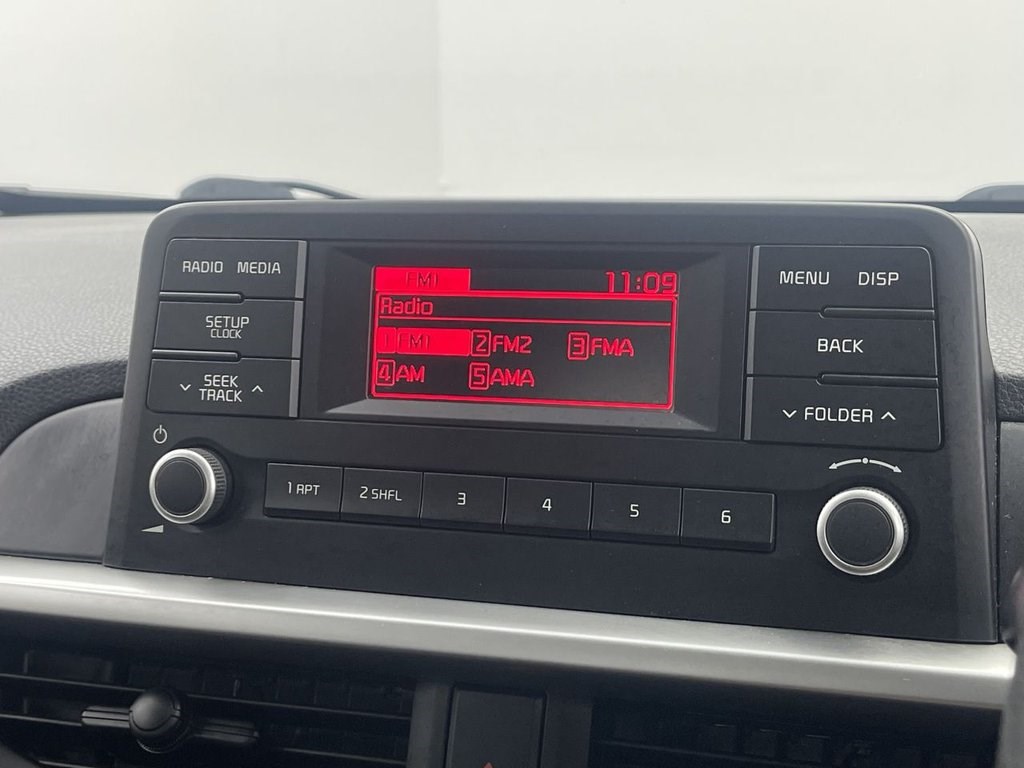 RADIO MEDIA
SETUP
CLOCK
SEEK
TRACK
FM1 11:09
Radio
1 FM1 2 FM2 3 FMA
4 AM 5 AMA
MENU DISP
BACK
FOLDER
1 RPT 2 SHFL 3 4 5 6